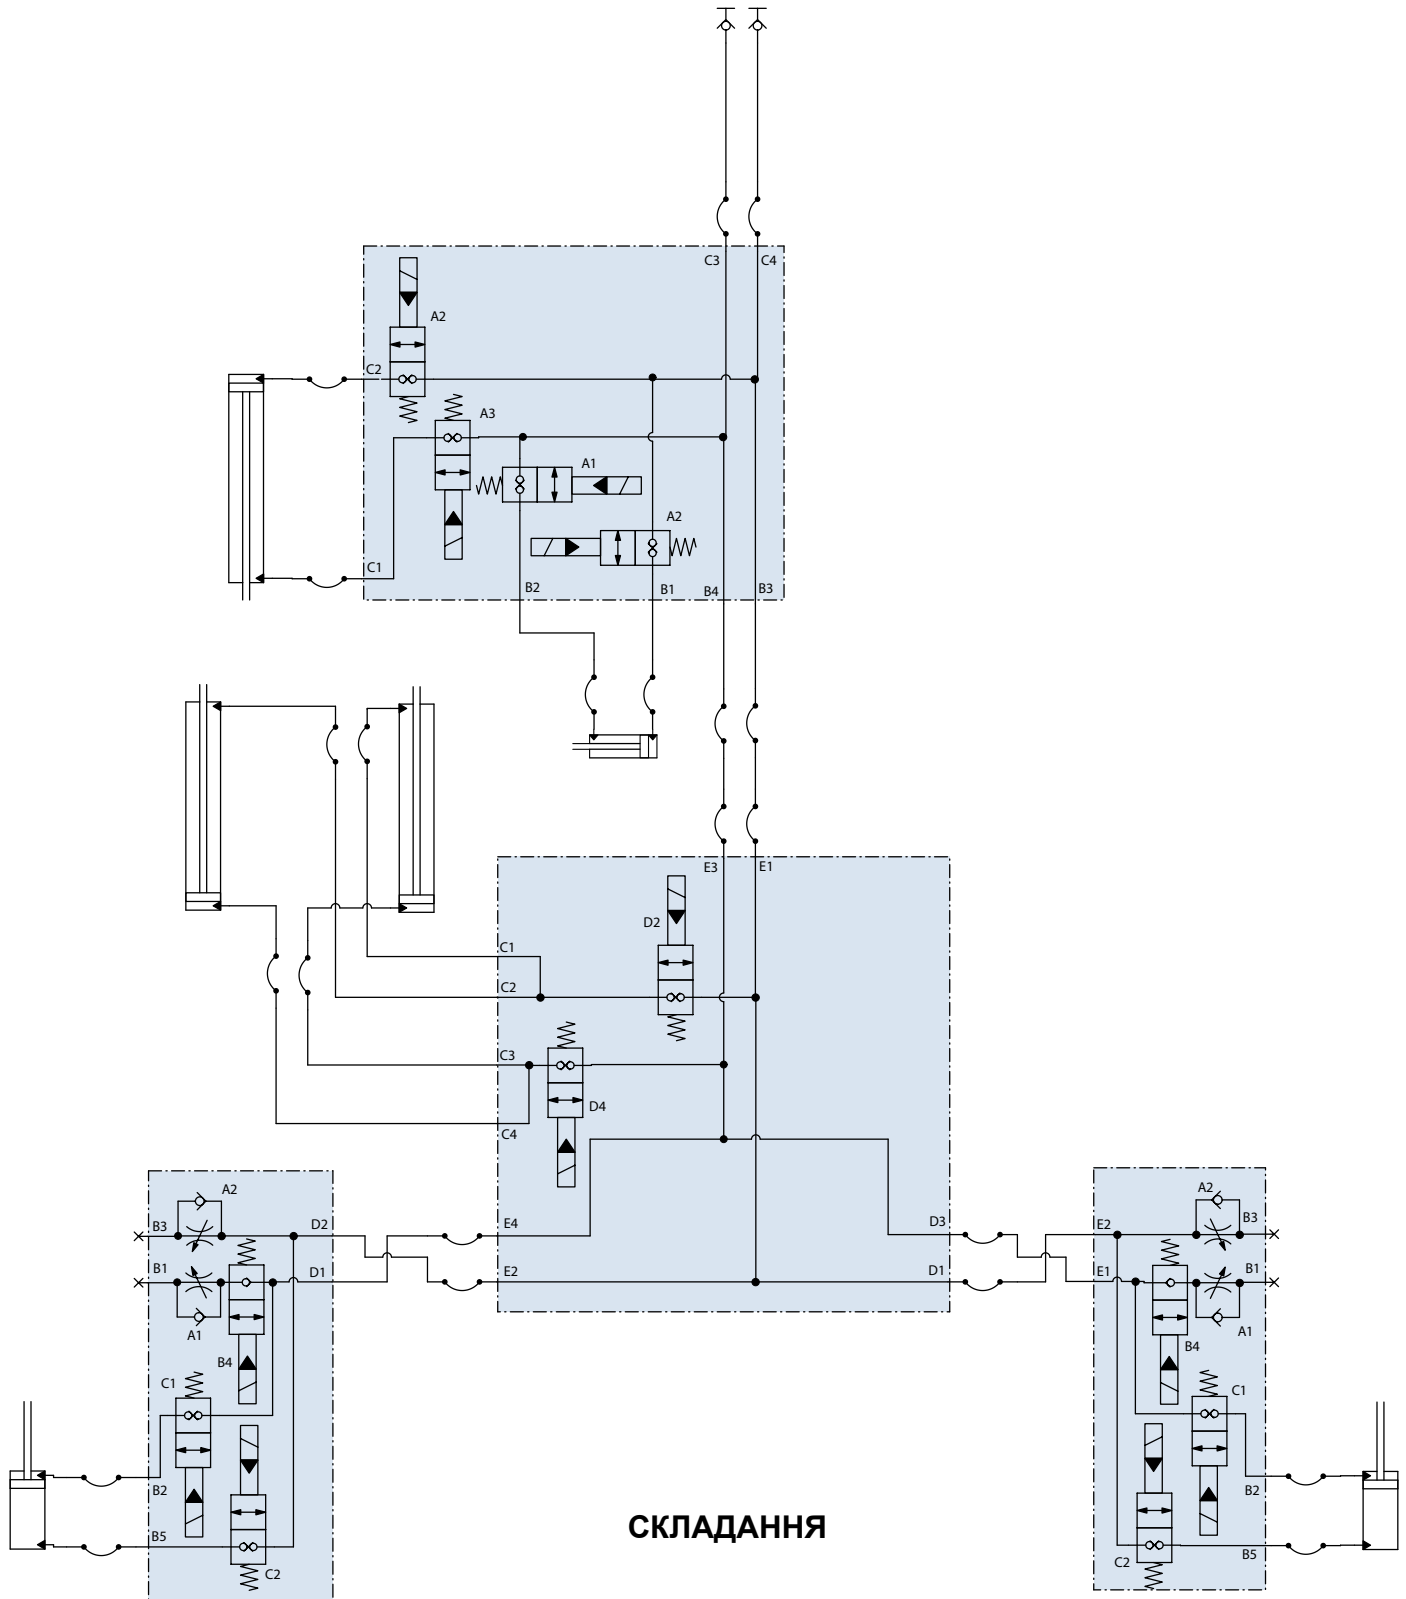 C3 C4
A2
C2
A3
A1
A2
C1
B2 B1 B4 B3
E3 E1
D2
C1
C2
C3
D4
C4
A2
B3 D2
B1 D1
A1
B4
C1
B2
B5
C2
E4 D3
E2 D1
A2
E2 B3
E1 B1
A1
B4
C1
B2
B5
C2
СКЛАДАННЯ